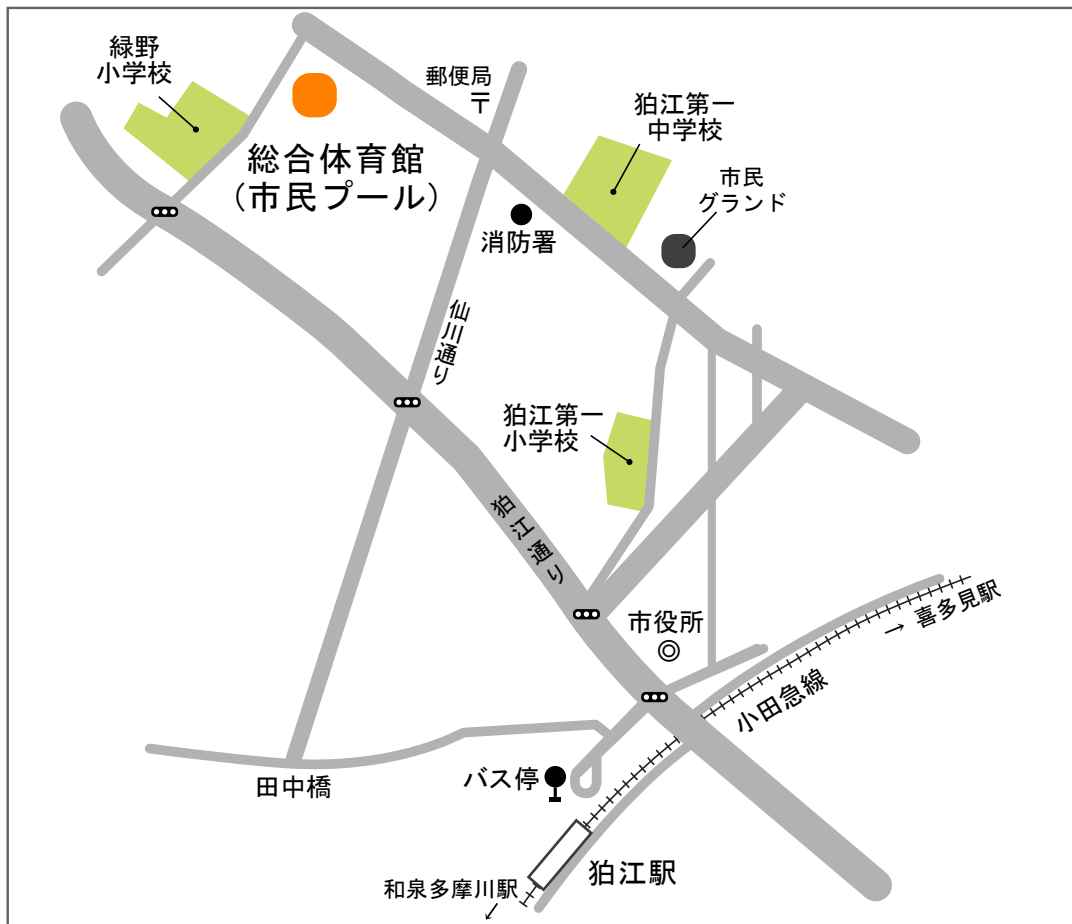 緑野
小学校
郵便局
〒
狛江第一
中学校
総合体育館
（市民プール）
市民
グランド
消防署
仙川通り
狛江第一
小学校
狛江通り
市役所
→ 喜多見駅
小田急線
バス停
田中橋
狛江駅
和泉多摩川駅